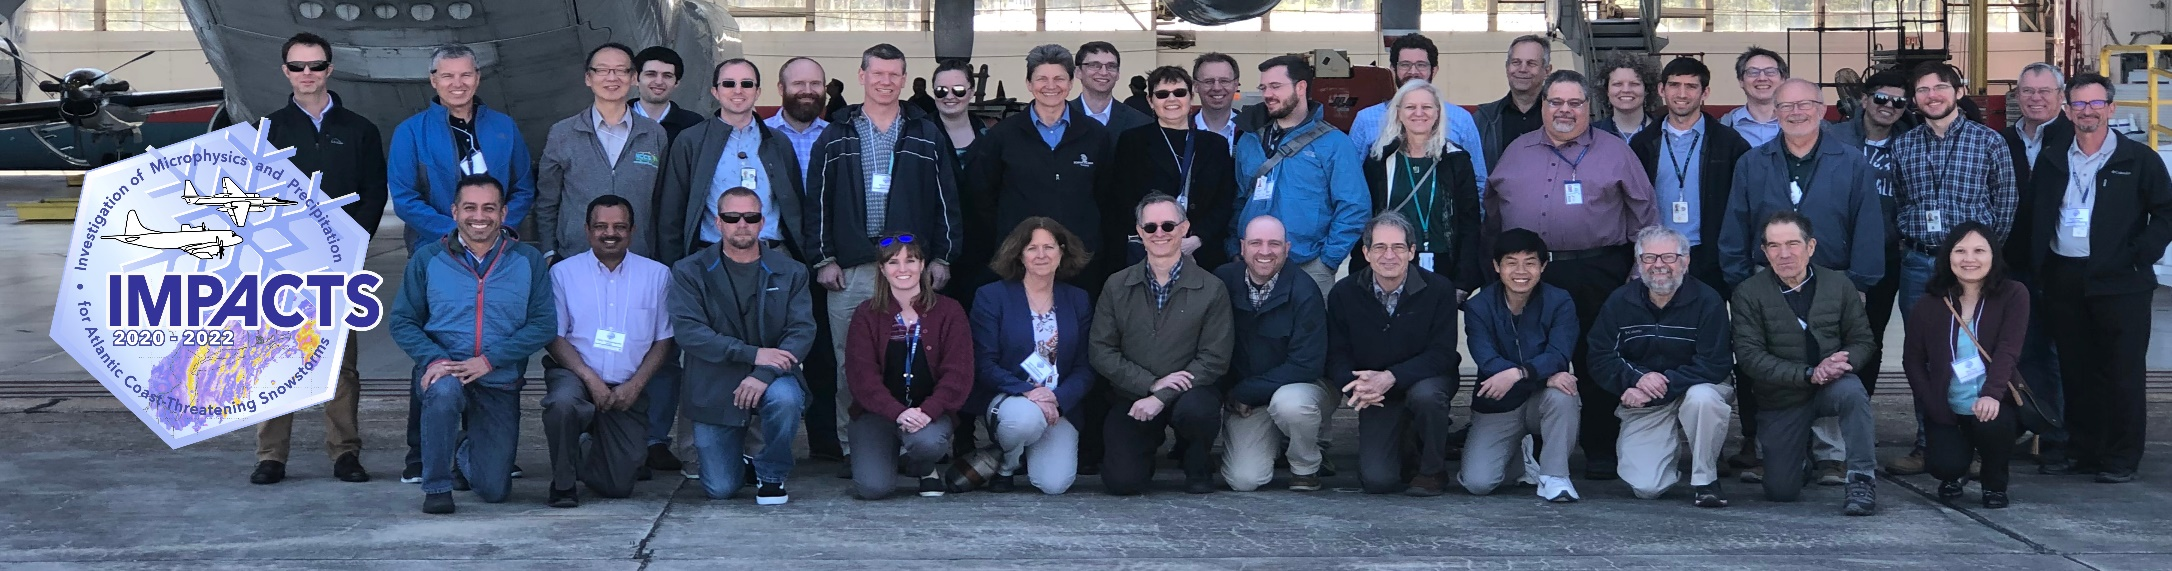 Investigation of Microphysics and Precipitation
IMPACTS
2020 - 2022
for Atlantic Coast-Threatening Snowstorms